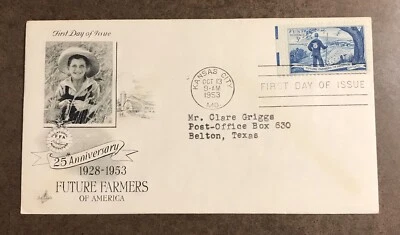 First Day of Issue
KANSAS CITY
OCT 13
9-AM
1953
MO.
FIRST DAY OF ISSUE
Mr. Clare Griggs
Post-Office Box 630
Belton, Texas
25 Anniversary
1928-1953
FUTURE FARMERS
OF AMERICA